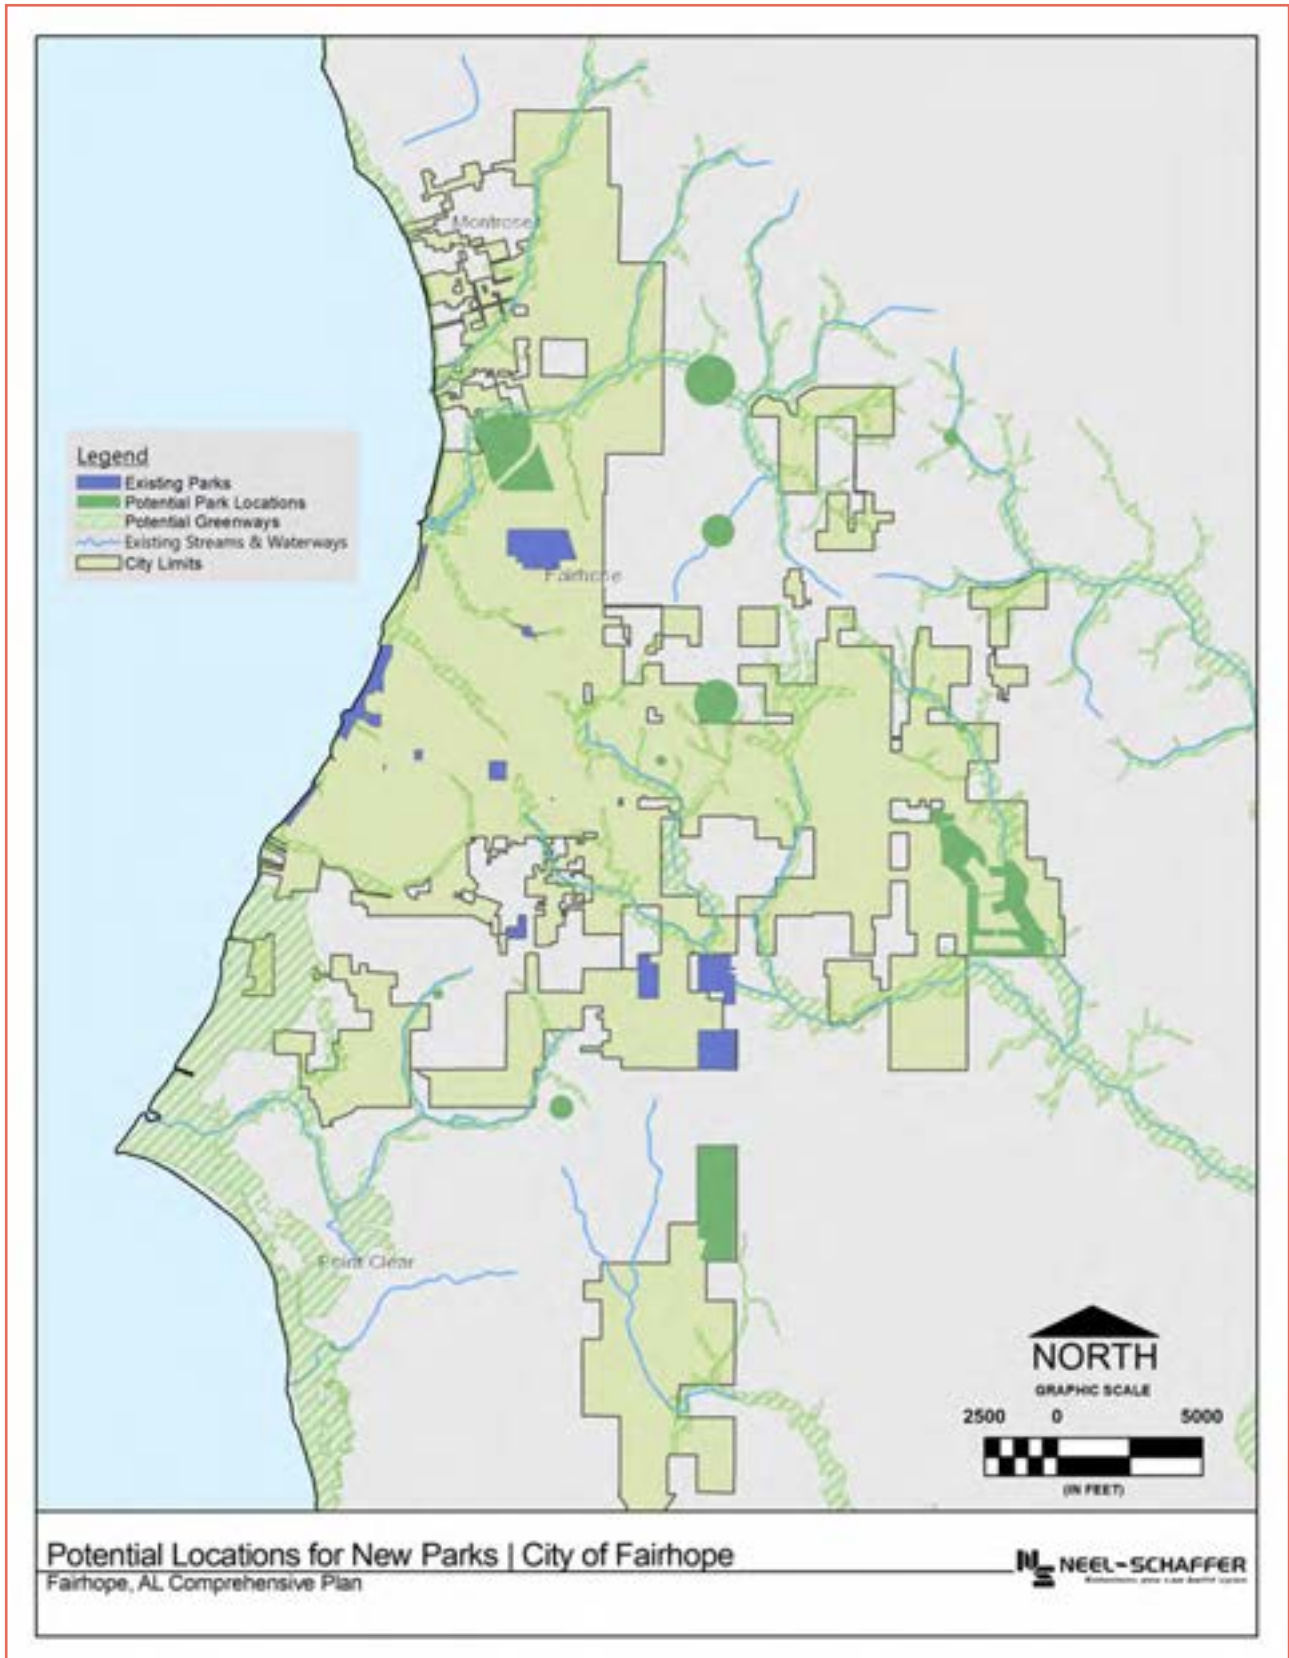 Montrose
Legend
Existing Parks
Potential Park Locations
Potential Greenways
Existing Streams & Waterways
City Limits
Fairhope
Point Clear
NORTH
GRAPHIC SCALE
2500 0 5000
(IN FEET)
Potential Locations for New Parks | City of Fairhope
Fairhope, AL Comprehensive Plan
NS NEEL-SCHAFFER